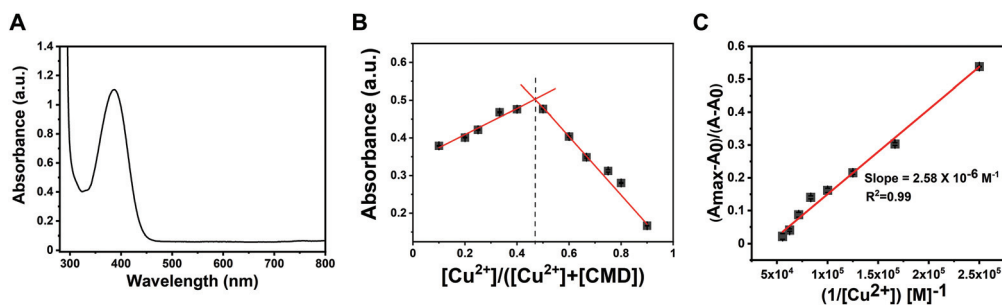 A
Absorbance (a.u.)
1.4
1.2
1
0.8
0.6
0.4
0.2
0
300 400 500 600 700 800
Wavelength (nm)
B
Absorbance (a.u.)
0.5
0.4
0.3
0.2
0 0.2 0.4 0.6 0.8 1
[Cu²⁺]/([Cu²⁺]+[CMD])
C
(Amax-A₀)/(A-A₀)
0.6
0.5
0.4
0.3
0.2
0.1
0
Slope = 2.58 X 10⁻⁶ M⁻¹
R²=0.99
5x10⁴ 1x10⁵ 1.5x10⁵ 2x10⁵ 2.5x10⁵
(1/[Cu²⁺]) [M]⁻¹